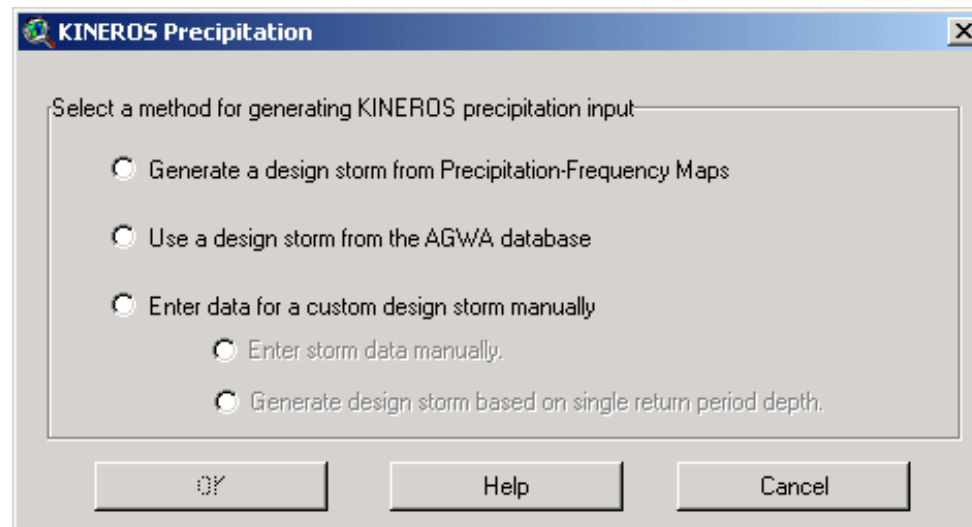 KINEROS Precipitation
Select a method for generating KINEROS precipitation input
Generate a design storm from Precipitation-Frequency Maps
Use a design storm from the AGWA database
Enter data for a custom design storm manually
Enter storm data manually.
Generate design storm based on single return period depth.
OK Help Cancel